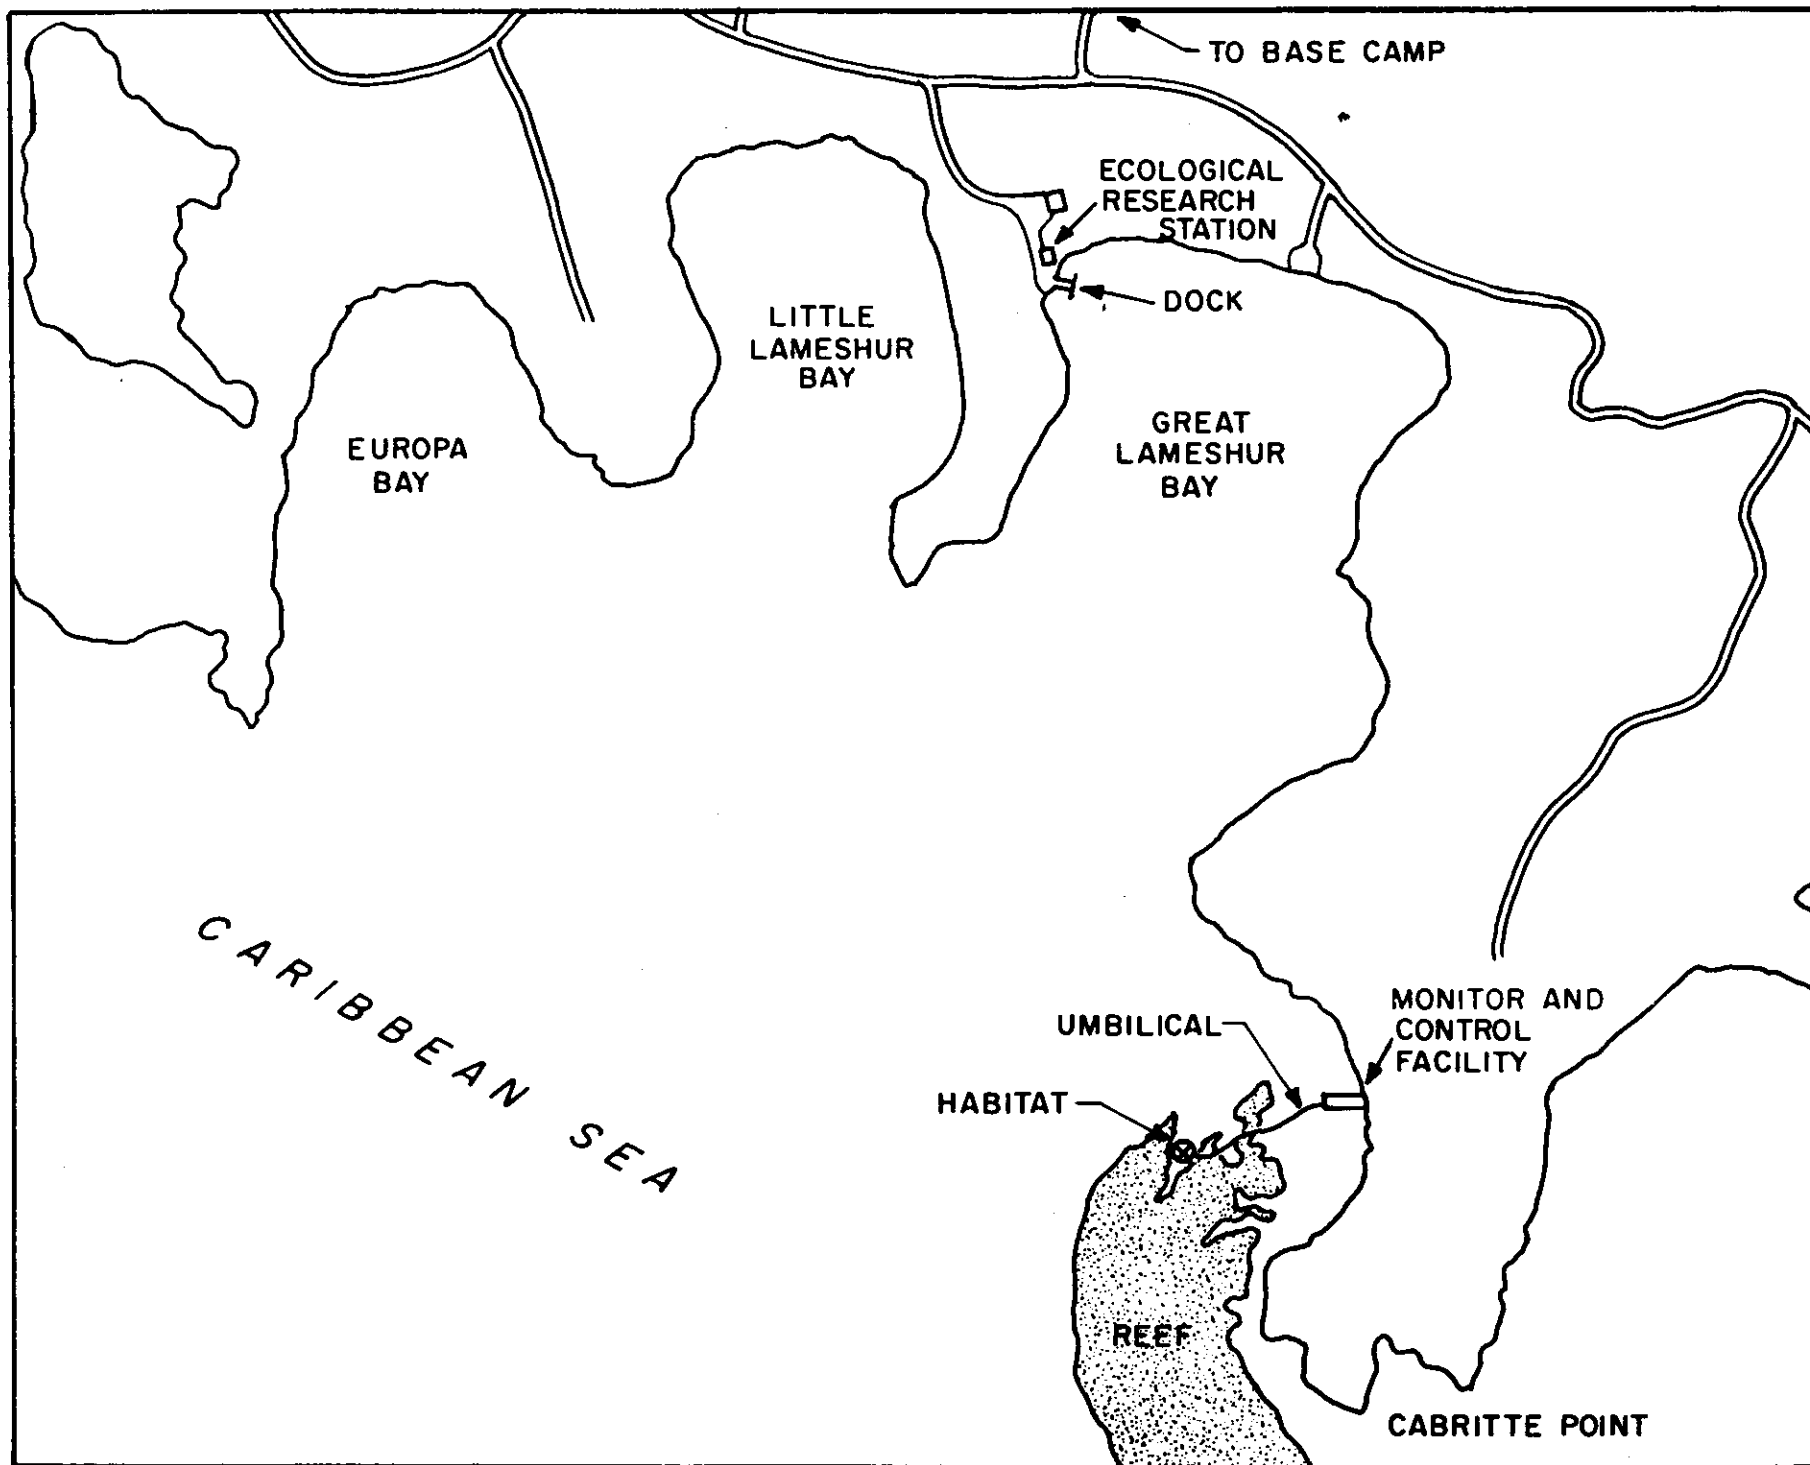 TO BASE CAMP
ECOLOGICAL
RESEARCH
STATION
DOCK
LITTLE
LAMESHUR
BAY
GREAT
LAMESHUR
BAY
EUROPA
BAY
CARIBBEAN SEA
MONITOR AND
CONTROL
FACILITY
UMBILICAL
HABITAT
REEF
CABRITTE POINT